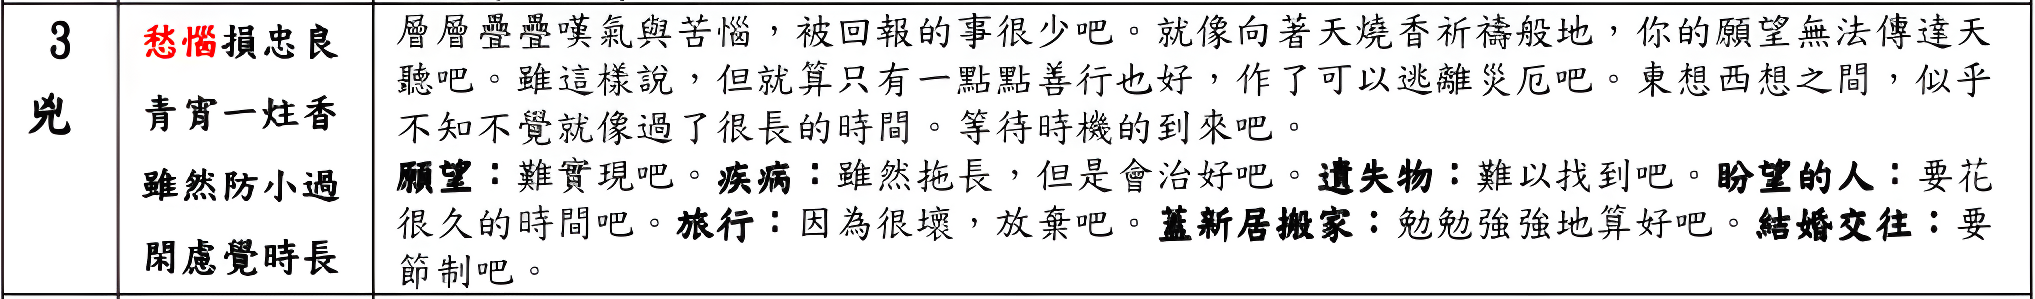 3
兇
愁惱損忠良
青宵一炷香
雖然防小過
閑慮覺時長
層層疊疊嘆氣與苦惱，被回報的事很少吧。就像向著天燒香祈禱般地，你的願望無法傳達天
聽吧。雖這樣說，但就算只有一點點善行也好，作了可以逃離災厄吧。東想西想之間，似乎
不知不覺就像過了很長的時間。等待時機的到來吧。
願望：難實現吧。疾病：雖然拖長，但是會治好吧。遺失物：難以找到吧。盼望的人：要花
很久的時間吧。旅行：因為很壞，放棄吧。蓋新居搬家：勉勉強強地算好吧。結婚交往：要
節制吧。